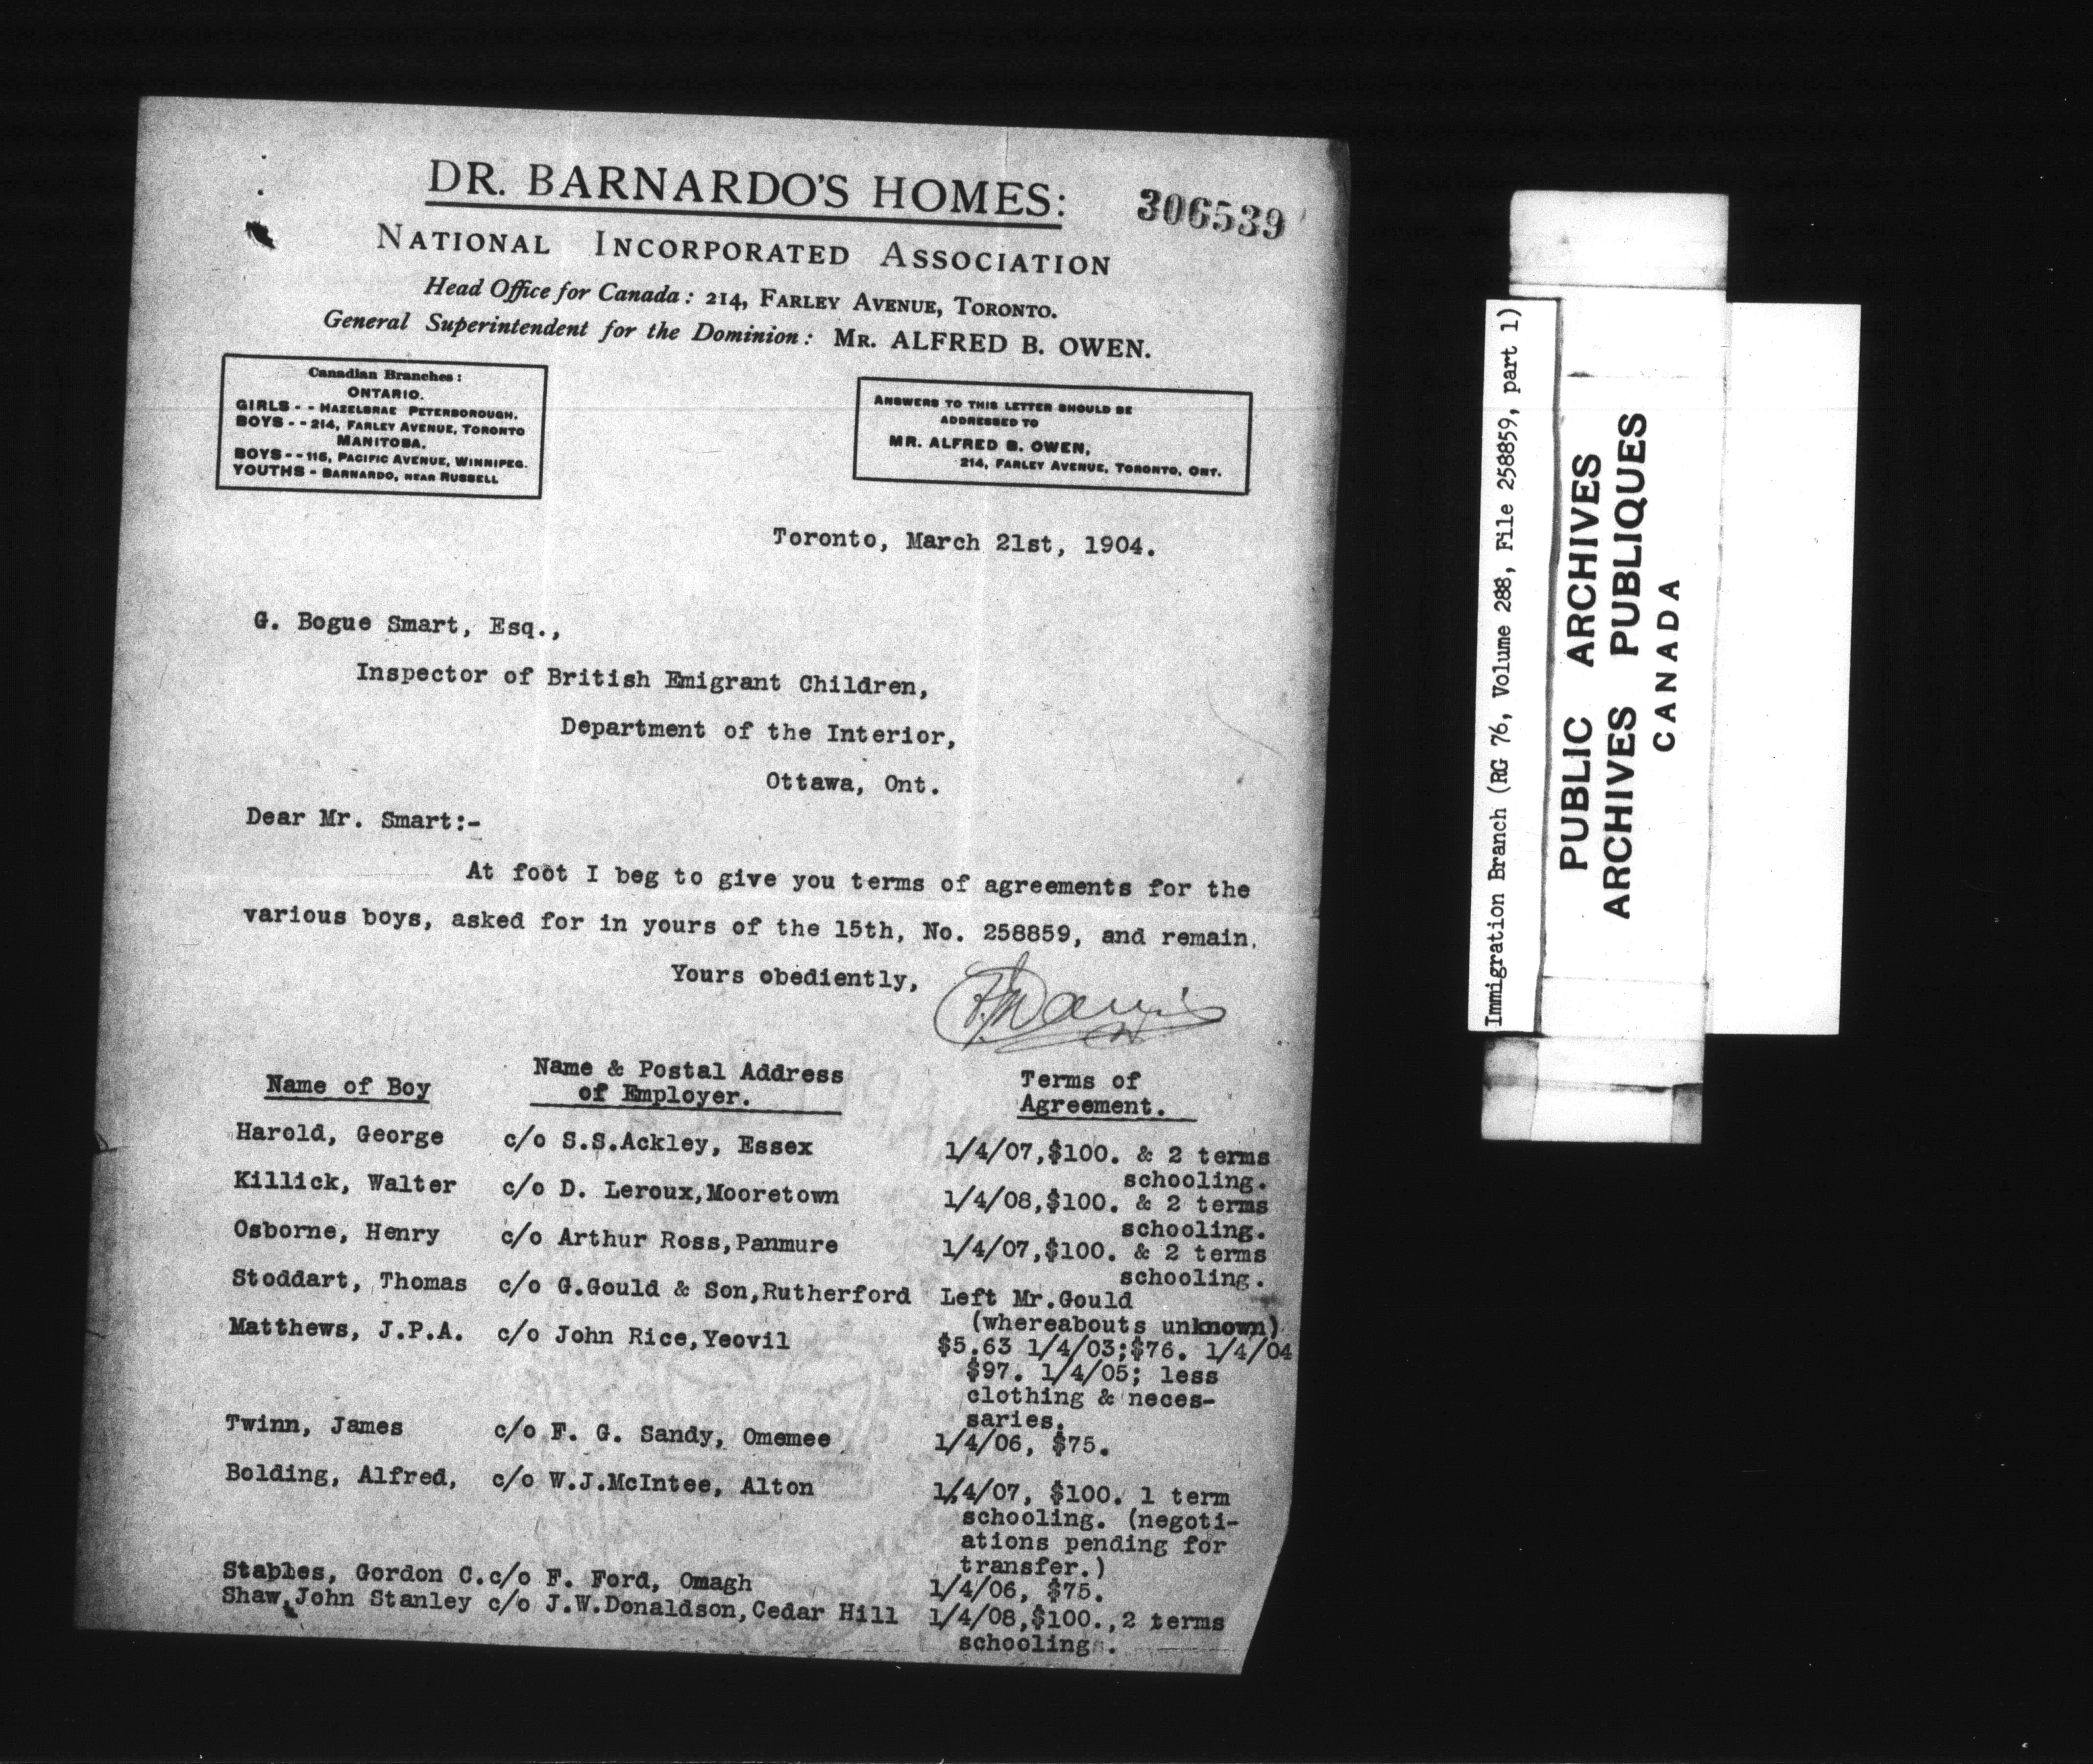 DR. BARNARDO'S HOMES:
306539
NATIONAL INCORPORATED ASSOCIATION
Head Office for Canada: 214, FARLEY AVENUE, TORONTO.
General Superintendent for the Dominion: MR. ALFRED B. OWEN.
Canadian Branches:
ONTARIO.
GIRLS - - HAZELBRAE PETERBOROUGH.
BOYS - - 214, FARLEY AVENUE, TORONTO
MANITOBA.
BOYS - - 115, PACIFIC AVENUE, WINNIPEG.
YOUTHS - BARNARDO, NEAR RUSSELL
ANSWERS TO THIS LETTER SHOULD BE
ADDRESSED TO
MR. ALFRED B. OWEN,
214, FARLEY AVENUE, TORONTO, ONT.
Toronto, March 21st, 1904.
G. Bogue Smart, Esq.,
Inspector of British Emigrant Children,
Department of the Interior,
Ottawa, Ont.
Dear Mr. Smart:-
At foot I beg to give you terms of agreements for the
various boys, asked for in yours of the 15th, No. 258859, and remain,
Yours obediently,
Name of Boy
Name & Postal Address
of Employer.
Terms of
Agreement.
Harold, George c/o S.S.Ackley, Essex 1/4/07,$100. & 2 terms
schooling.
Killick, Walter c/o D. Leroux,Mooretown 1/4/08,$100. & 2 terms
schooling.
Osborne, Henry c/o Arthur Ross,Panmure 1/4/07,$100. & 2 terms
schooling.
Stoddart, Thomas c/o G.Gould & Son,Rutherford Left Mr.Gould
(whereabouts unknown)
Matthews, J.P.A. c/o John Rice,Yeovil $5.63 1/4/03;$76. 1/4/04
$97. 1/4/05; less
clothing & neces-
saries.
Twinn, James c/o F. G. Sandy, Omemee 1/4/06, $75.
Bolding, Alfred, c/o W.J.McIntee, Alton 1/4/07, $100. 1 term
schooling. (negoti-
ations pending for
transfer.)
Stables, Gordon C. c/o F. Ford, Omagh 1/4/06, $75.
Shaw,John Stanley c/o J.W.Donaldson,Cedar Hill 1/4/08,$100.,2 terms
schooling.
Immigration Branch (RG 76, Volume 288, File 258859, part 1)
PUBLIC ARCHIVES
ARCHIVES PUBLIQUES
CANADA